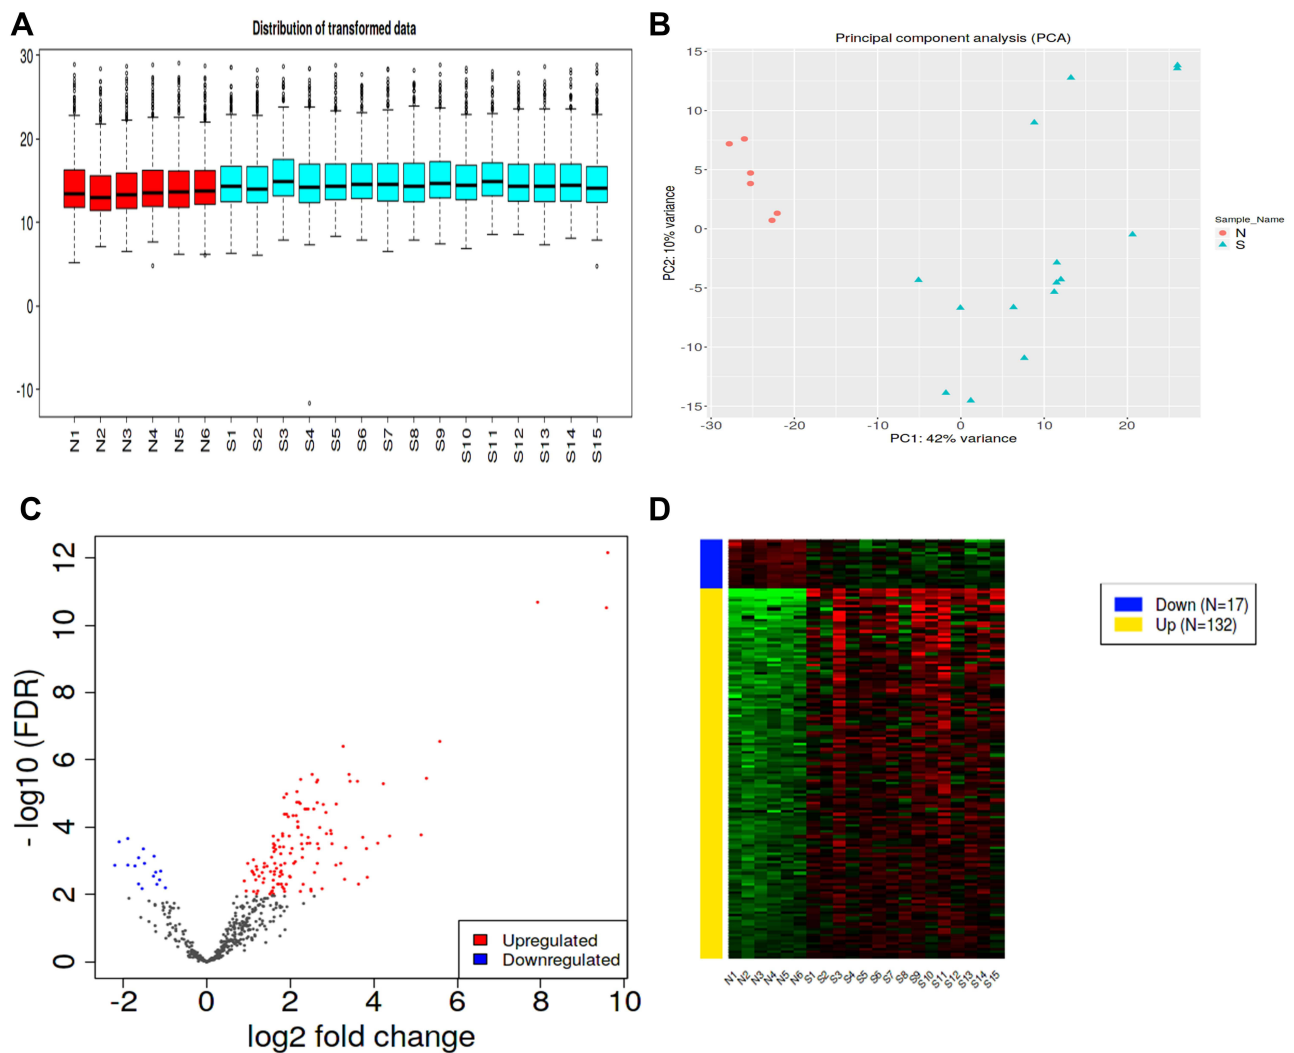 A
Distribution of transformed data
30
20
10
0
-10
N1 N2 N3 N4 N5 N6 S1 S2 S3 S4 S5 S6 S7 S8 S9 S10 S11 S12 S13 S14 S15
B
Principal component analysis (PCA)
PC2: 10% variance
15
10
5
0
-5
-10
-15
-30 -20 -10 0 10 20
PC1: 42% variance
Sample_Name
N
S
C
- log10 (FDR)
12
10
8
6
4
2
0
-2 0 2 4 6 8 10
log2 fold change
Upregulated
Downregulated
D
N1 N2 N3 N4 N5 N6 S1 S2 S3 S4 S5 S6 S7 S8 S9 S10 S11 S12 S13 S14 S15
Down (N=17)
Up (N=132)